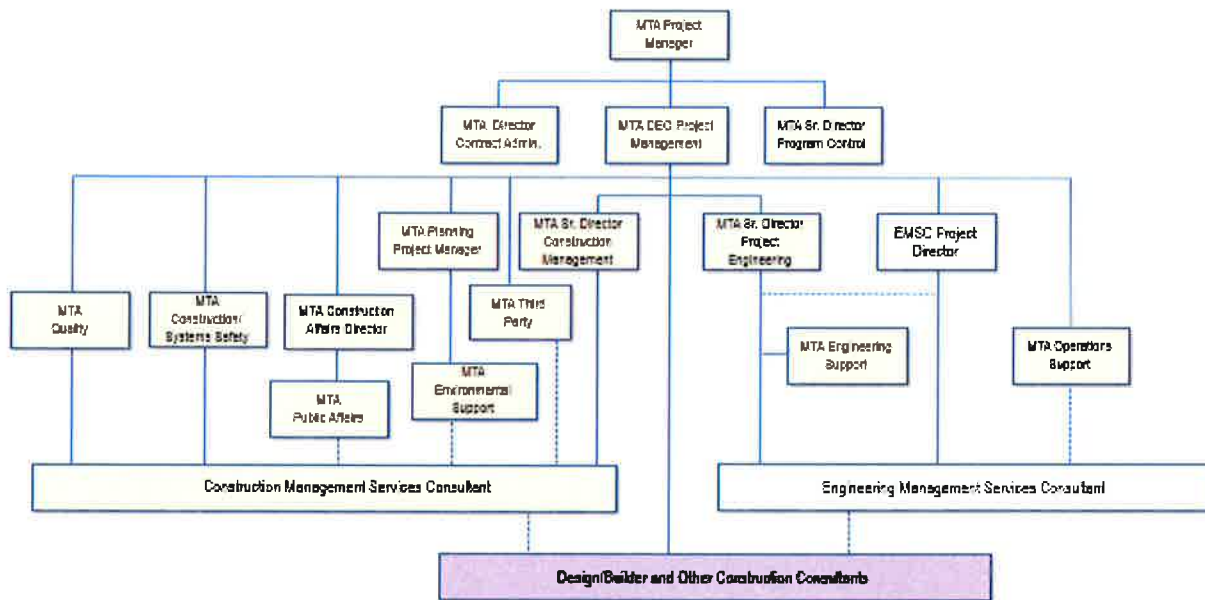 MTA Project
Manager
MTA Director
Contract Admin.
MTA DEO Project
Management
MTA Sr. Director
Program Control
MTA Planning
Project Manager
MTA Sr. Director
Construction
Management
MTA Sr. Director
Project
Engineering
EMSC Project
Director
MTA
Quality
MTA
Construction/
Systems Safety
MTA Construction
Affairs Director
MTA Third
Party
MTA Engineering
Support
MTA Operations
Support
MTA
Public Affairs
MTA
Environmental
Support
Construction Management Services Consultant
Engineering Management Services Consultant
Design/Builder and Other Construction Consultants